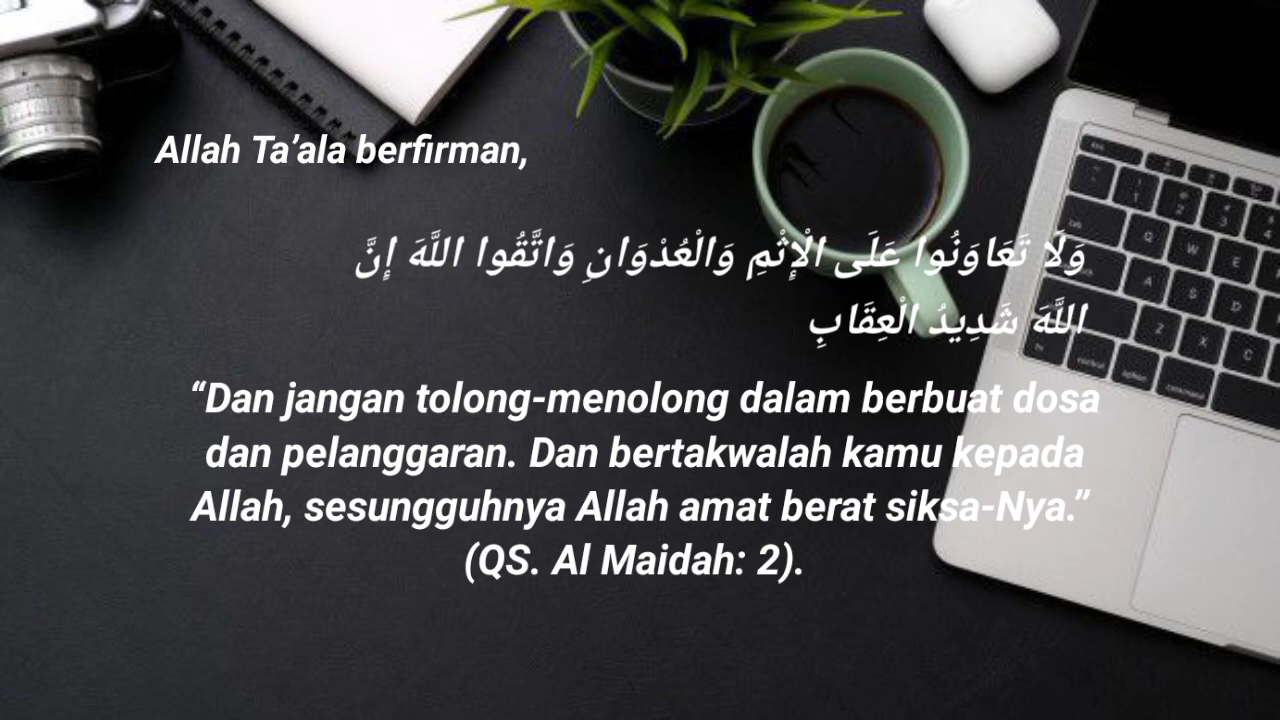 Allah Ta’ala berfirman,
وَلَا تَعَاوَنُوا عَلَى الْإِثْمِ وَالْعُدْوَانِ وَاتَّقُوا اللَّهَ إِنَّ
اللَّهَ شَدِيدُ الْعِقَابِ
“Dan jangan tolong-menolong dalam berbuat dosa
dan pelanggaran. Dan bertakwalah kamu kepada
Allah, sesungguhnya Allah amat berat siksa-Nya.”
(QS. Al Maidah: 2).